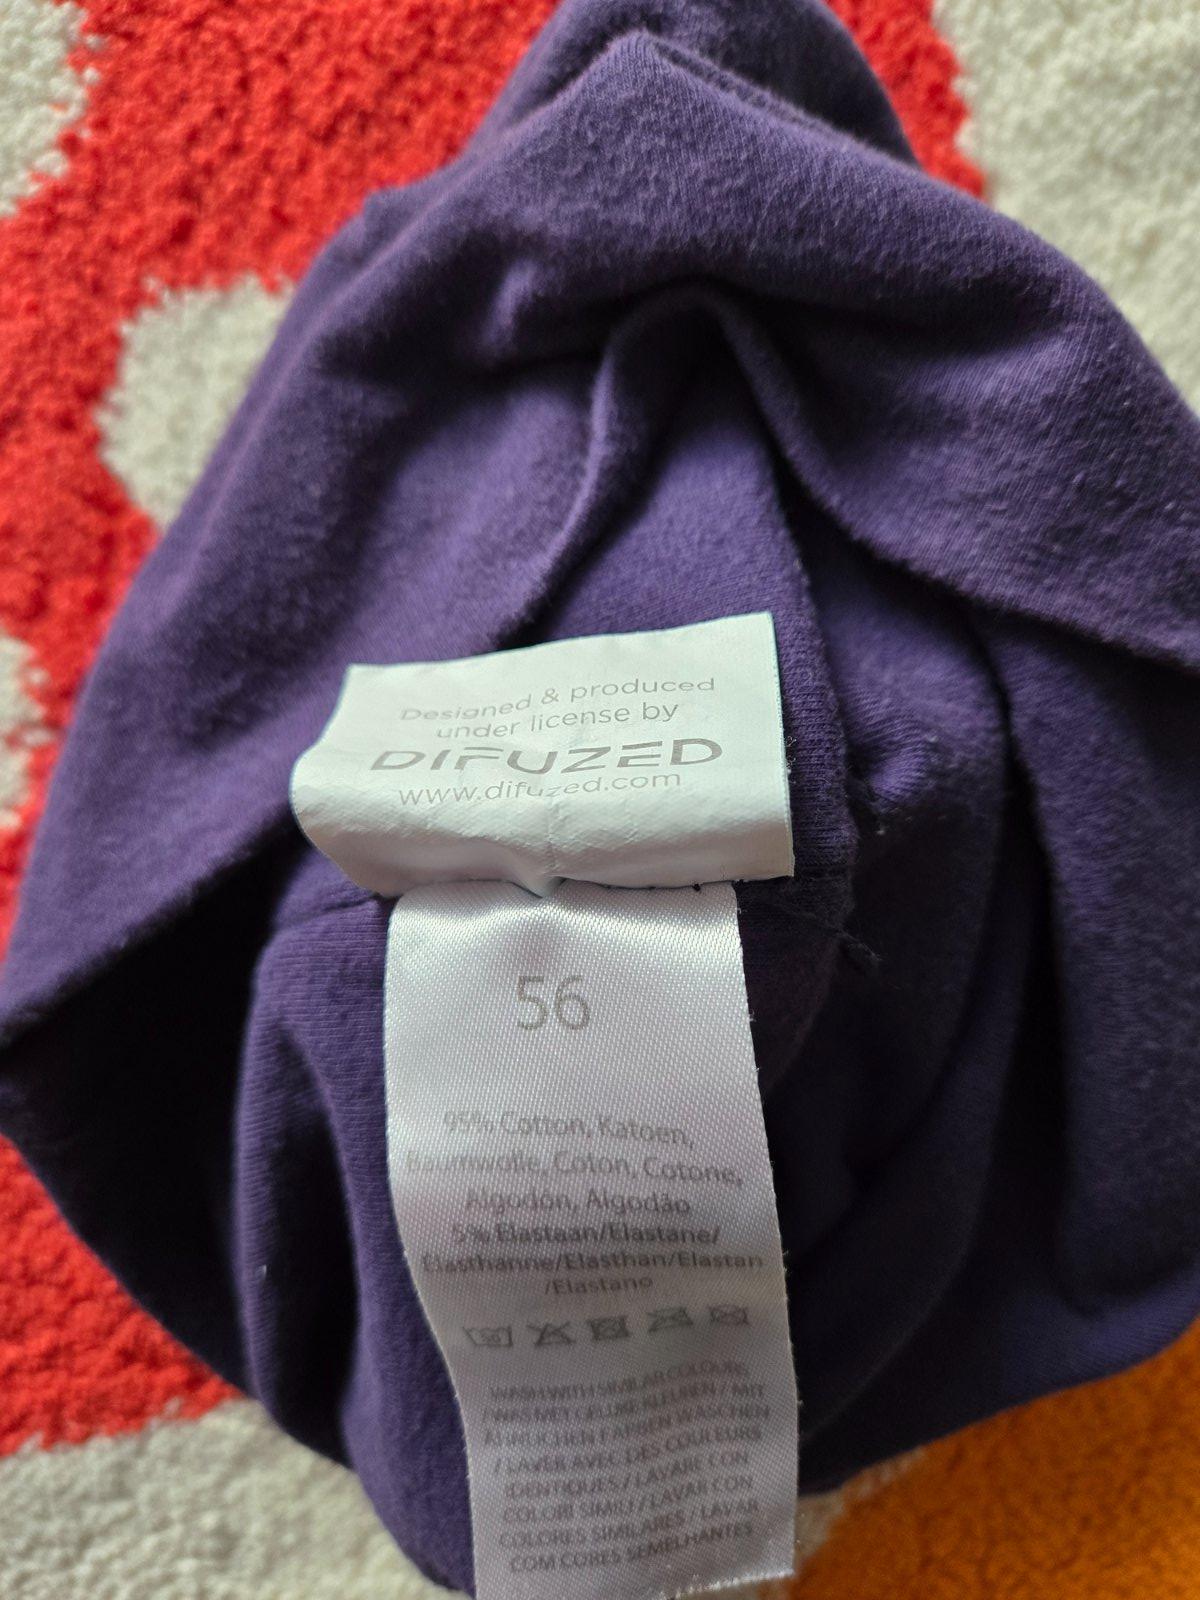 Designed & produced
under license by
DIFUZED
www.difuzed.com
56
95% Cotton, Katoen,
Baumwolle, Coton, Cotone,
Algodón, Algodão
5% Elastaan/Elastane/
Elasthanne/Elasthan/Elastan
/Elastano
WASH WITH SIMILAR COLOURS
/ WAS MET GELIJKE KLEUREN / MIT
ÄHNLICHEN FARBEN WASCHEN
/ LAVER AVEC DES COULEURS
IDENTIQUES / LAVARE CON
COLORI SIMILI / LAVAR CON
COLORES SIMILARES / LAVAR
COM CORES SEMELHANTES